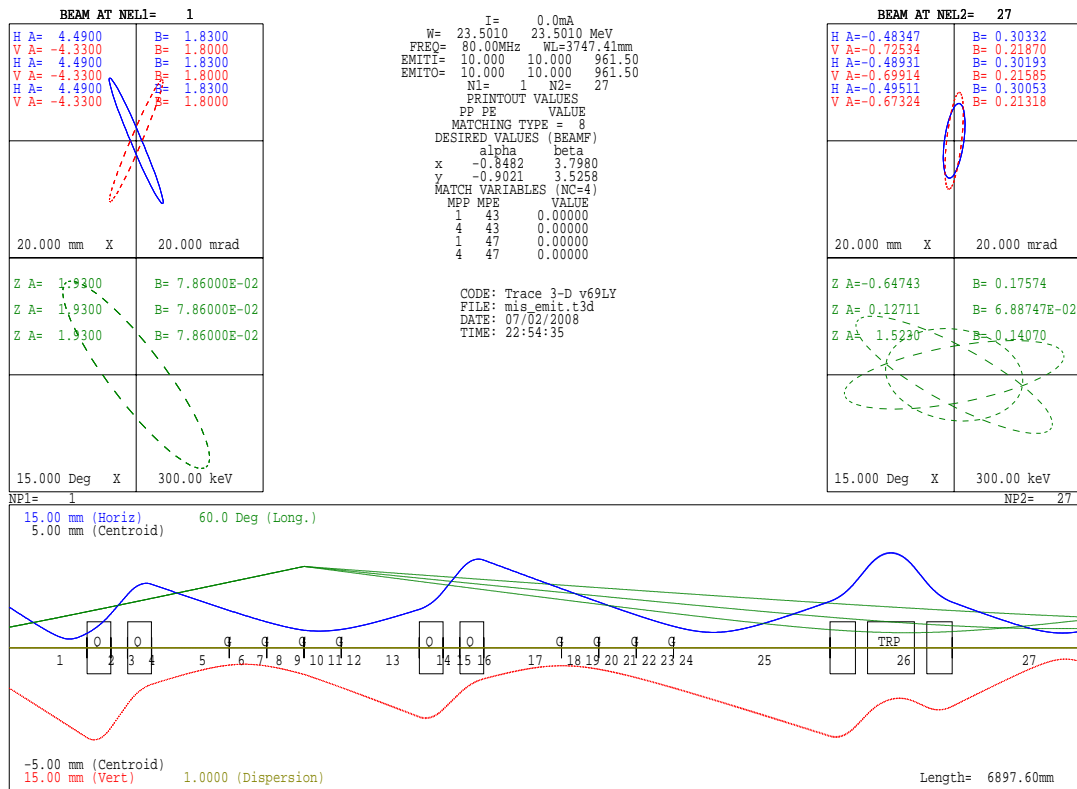 BEAM AT NEL1= 1
H A= 4.4900 B= 1.8300
V A= -4.3300 B= 1.8000
H A= 4.4900 B= 1.8300
V A= -4.3300 B= 1.8000
H A= 4.4900 B= 1.8300
V A= -4.3300 B= 1.8000
20.000 mm X 20.000 mrad
Z A= 1.9300 B= 7.86000E-02
Z A= 1.9300 B= 7.86000E-02
Z A= 1.9300 B= 7.86000E-02
15.000 Deg X 300.00 keV
NP1= 1
I= 0.0mA
W= 23.5010 23.5010 MeV
FREQ= 80.00MHz WL=3747.41mm
EMITI= 10.000 10.000 961.50
EMITO= 10.000 10.000 961.50
N1= 1 N2= 27
PRINTOUT VALUES
PP PE VALUE
MATCHING TYPE = 8
DESIRED VALUES (BEAMF)
alpha beta
x -0.8482 3.7980
y -0.9021 3.5258
MATCH VARIABLES (NC=4)
MPP MPE VALUE
1 43 0.00000
4 43 0.00000
1 47 0.00000
4 47 0.00000
CODE: Trace 3-D v69LY
FILE: mis_emit.t3d
DATE: 07/02/2008
TIME: 22:54:35
BEAM AT NEL2= 27
H A=-0.48347 B= 0.30332
V A=-0.72534 B= 0.21870
H A=-0.48931 B= 0.30193
V A=-0.69914 B= 0.21585
H A=-0.49511 B= 0.30053
V A=-0.67324 B= 0.21318
20.000 mm X 20.000 mrad
Z A=-0.64743 B= 0.17574
Z A= 0.12711 B= 6.88747E-02
Z A= 1.5230 B= 0.14070
15.000 Deg X 300.00 keV
NP2= 27
15.00 mm (Horiz) 60.0 Deg (Long.)
5.00 mm (Centroid)
Q Q G G G G Q Q G G G G TRP
1 2 3 4 5 6 7 8 9 10 11 12 13 14 15 16 17 18 19 20 21 22 23 24 25 26 27
-5.00 mm (Centroid)
15.00 mm (Vert) 1.0000 (Dispersion)
Length= 6897.60mm